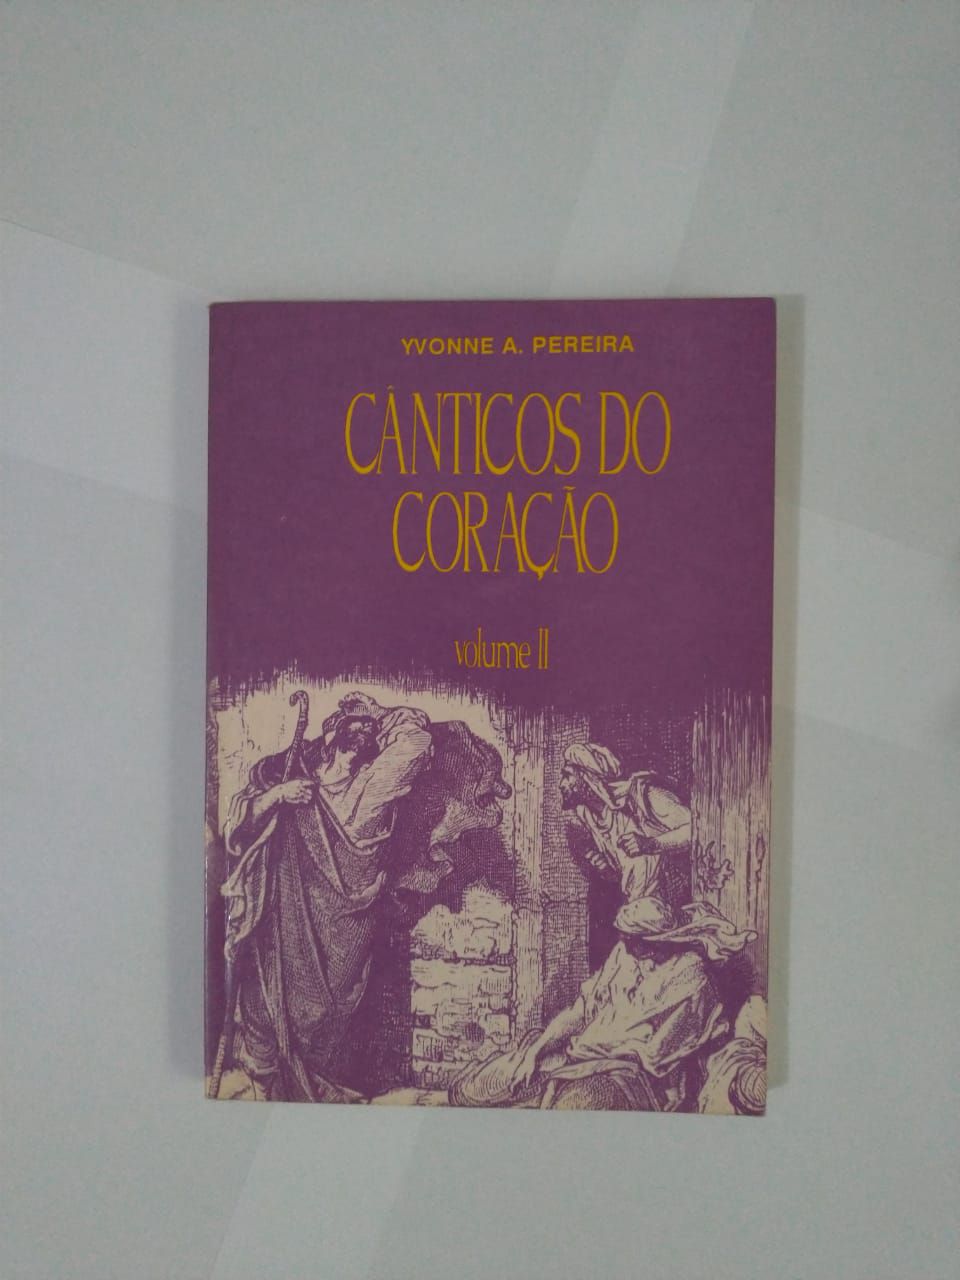 YVONNE A. PEREIRA
CÂNTICOS DO
CORAÇÃO
volume II